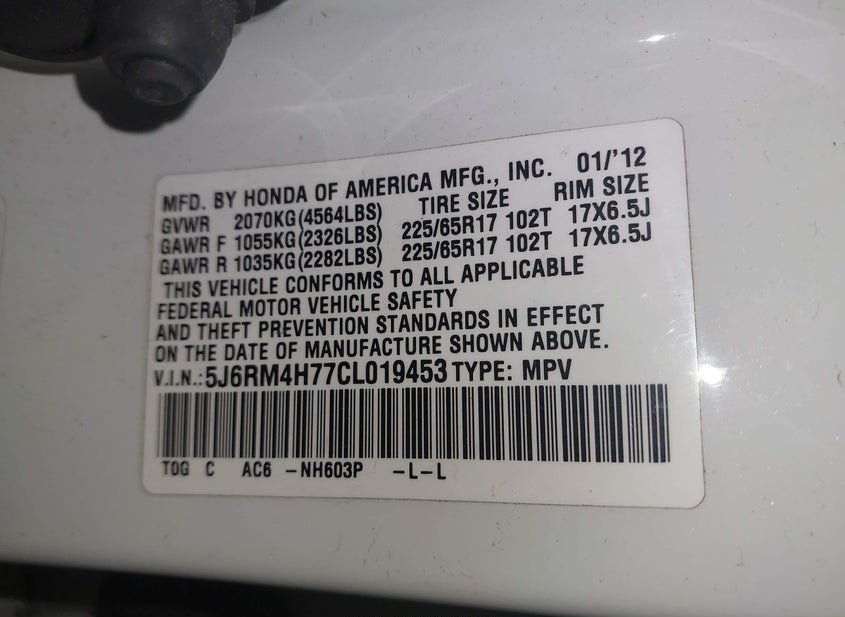 MFD. BY HONDA OF AMERICA MFG., INC. 01/'12
GVWR 2070KG(4564LBS) TIRE SIZE RIM SIZE
GAWR F 1055KG(2326LBS) 225/65R17 102T 17X6.5J
GAWR R 1035KG(2282LBS) 225/65R17 102T 17X6.5J
THIS VEHICLE CONFORMS TO ALL APPLICABLE
FEDERAL MOTOR VEHICLE SAFETY
AND THEFT PREVENTION STANDARDS IN EFFECT
ON THE DATE OF MANUFACTURE SHOWN ABOVE.
V.I.N.:5J6RM4H77CL019453 TYPE: MPV
TOG C AC6 -NH603P -L-L